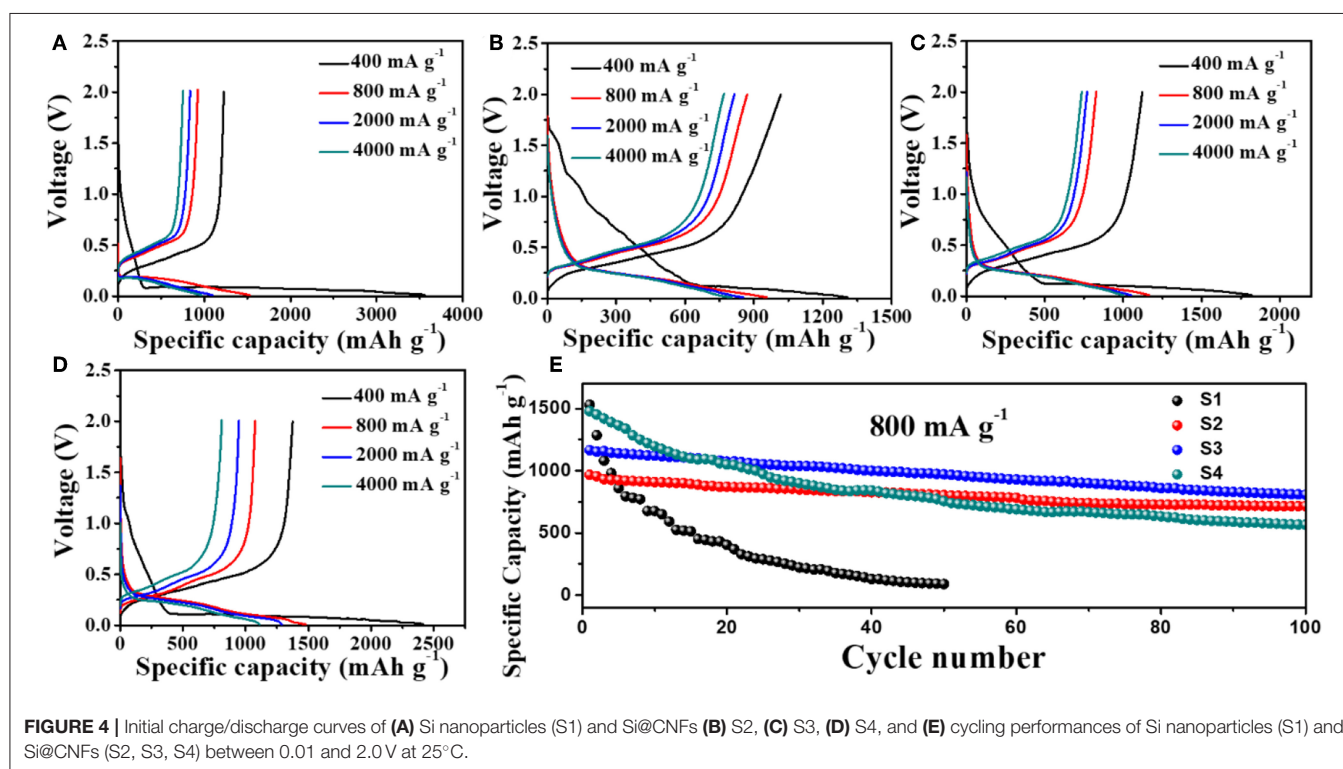 A
2.5
2.0
1.5
1.0
0.5
0.0
Voltage (V)
400 mA g⁻¹
800 mA g⁻¹
2000 mA g⁻¹
4000 mA g⁻¹
0 1000 2000 3000 4000
Specific capacity (mAh g⁻¹)
B
2.5
2.0
1.5
1.0
0.5
0.0
Voltage (V)
400 mA g⁻¹
800 mA g⁻¹
2000 mA g⁻¹
4000 mA g⁻¹
0 300 600 900 1200 1500
Specific capacity (mAh g⁻¹)
C
2.5
2.0
1.5
1.0
0.5
0.0
Voltage (V)
400 mA g⁻¹
800 mA g⁻¹
2000 mA g⁻¹
4000 mA g⁻¹
0 500 1000 1500 2000
Specific capacity (mAh g⁻¹)
D
2.5
2.0
1.5
1.0
0.5
0.0
Voltage (V)
400 mA g⁻¹
800 mA g⁻¹
2000 mA g⁻¹
4000 mA g⁻¹
0 500 1000 1500 2000 2500
Specific capacity (mAh g⁻¹)
E
1500
1000
500
0
Specific Capacity (mAh g⁻¹)
800 mA g⁻¹
S1
S2
S3
S4
0 20 40 60 80 100
Cycle number
FIGURE 4 | Initial charge/discharge curves of (A) Si nanoparticles (S1) and Si@CNFs (B) S2, (C) S3, (D) S4, and (E) cycling performances of Si nanoparticles (S1) and
Si@CNFs (S2, S3, S4) between 0.01 and 2.0 V at 25°C.